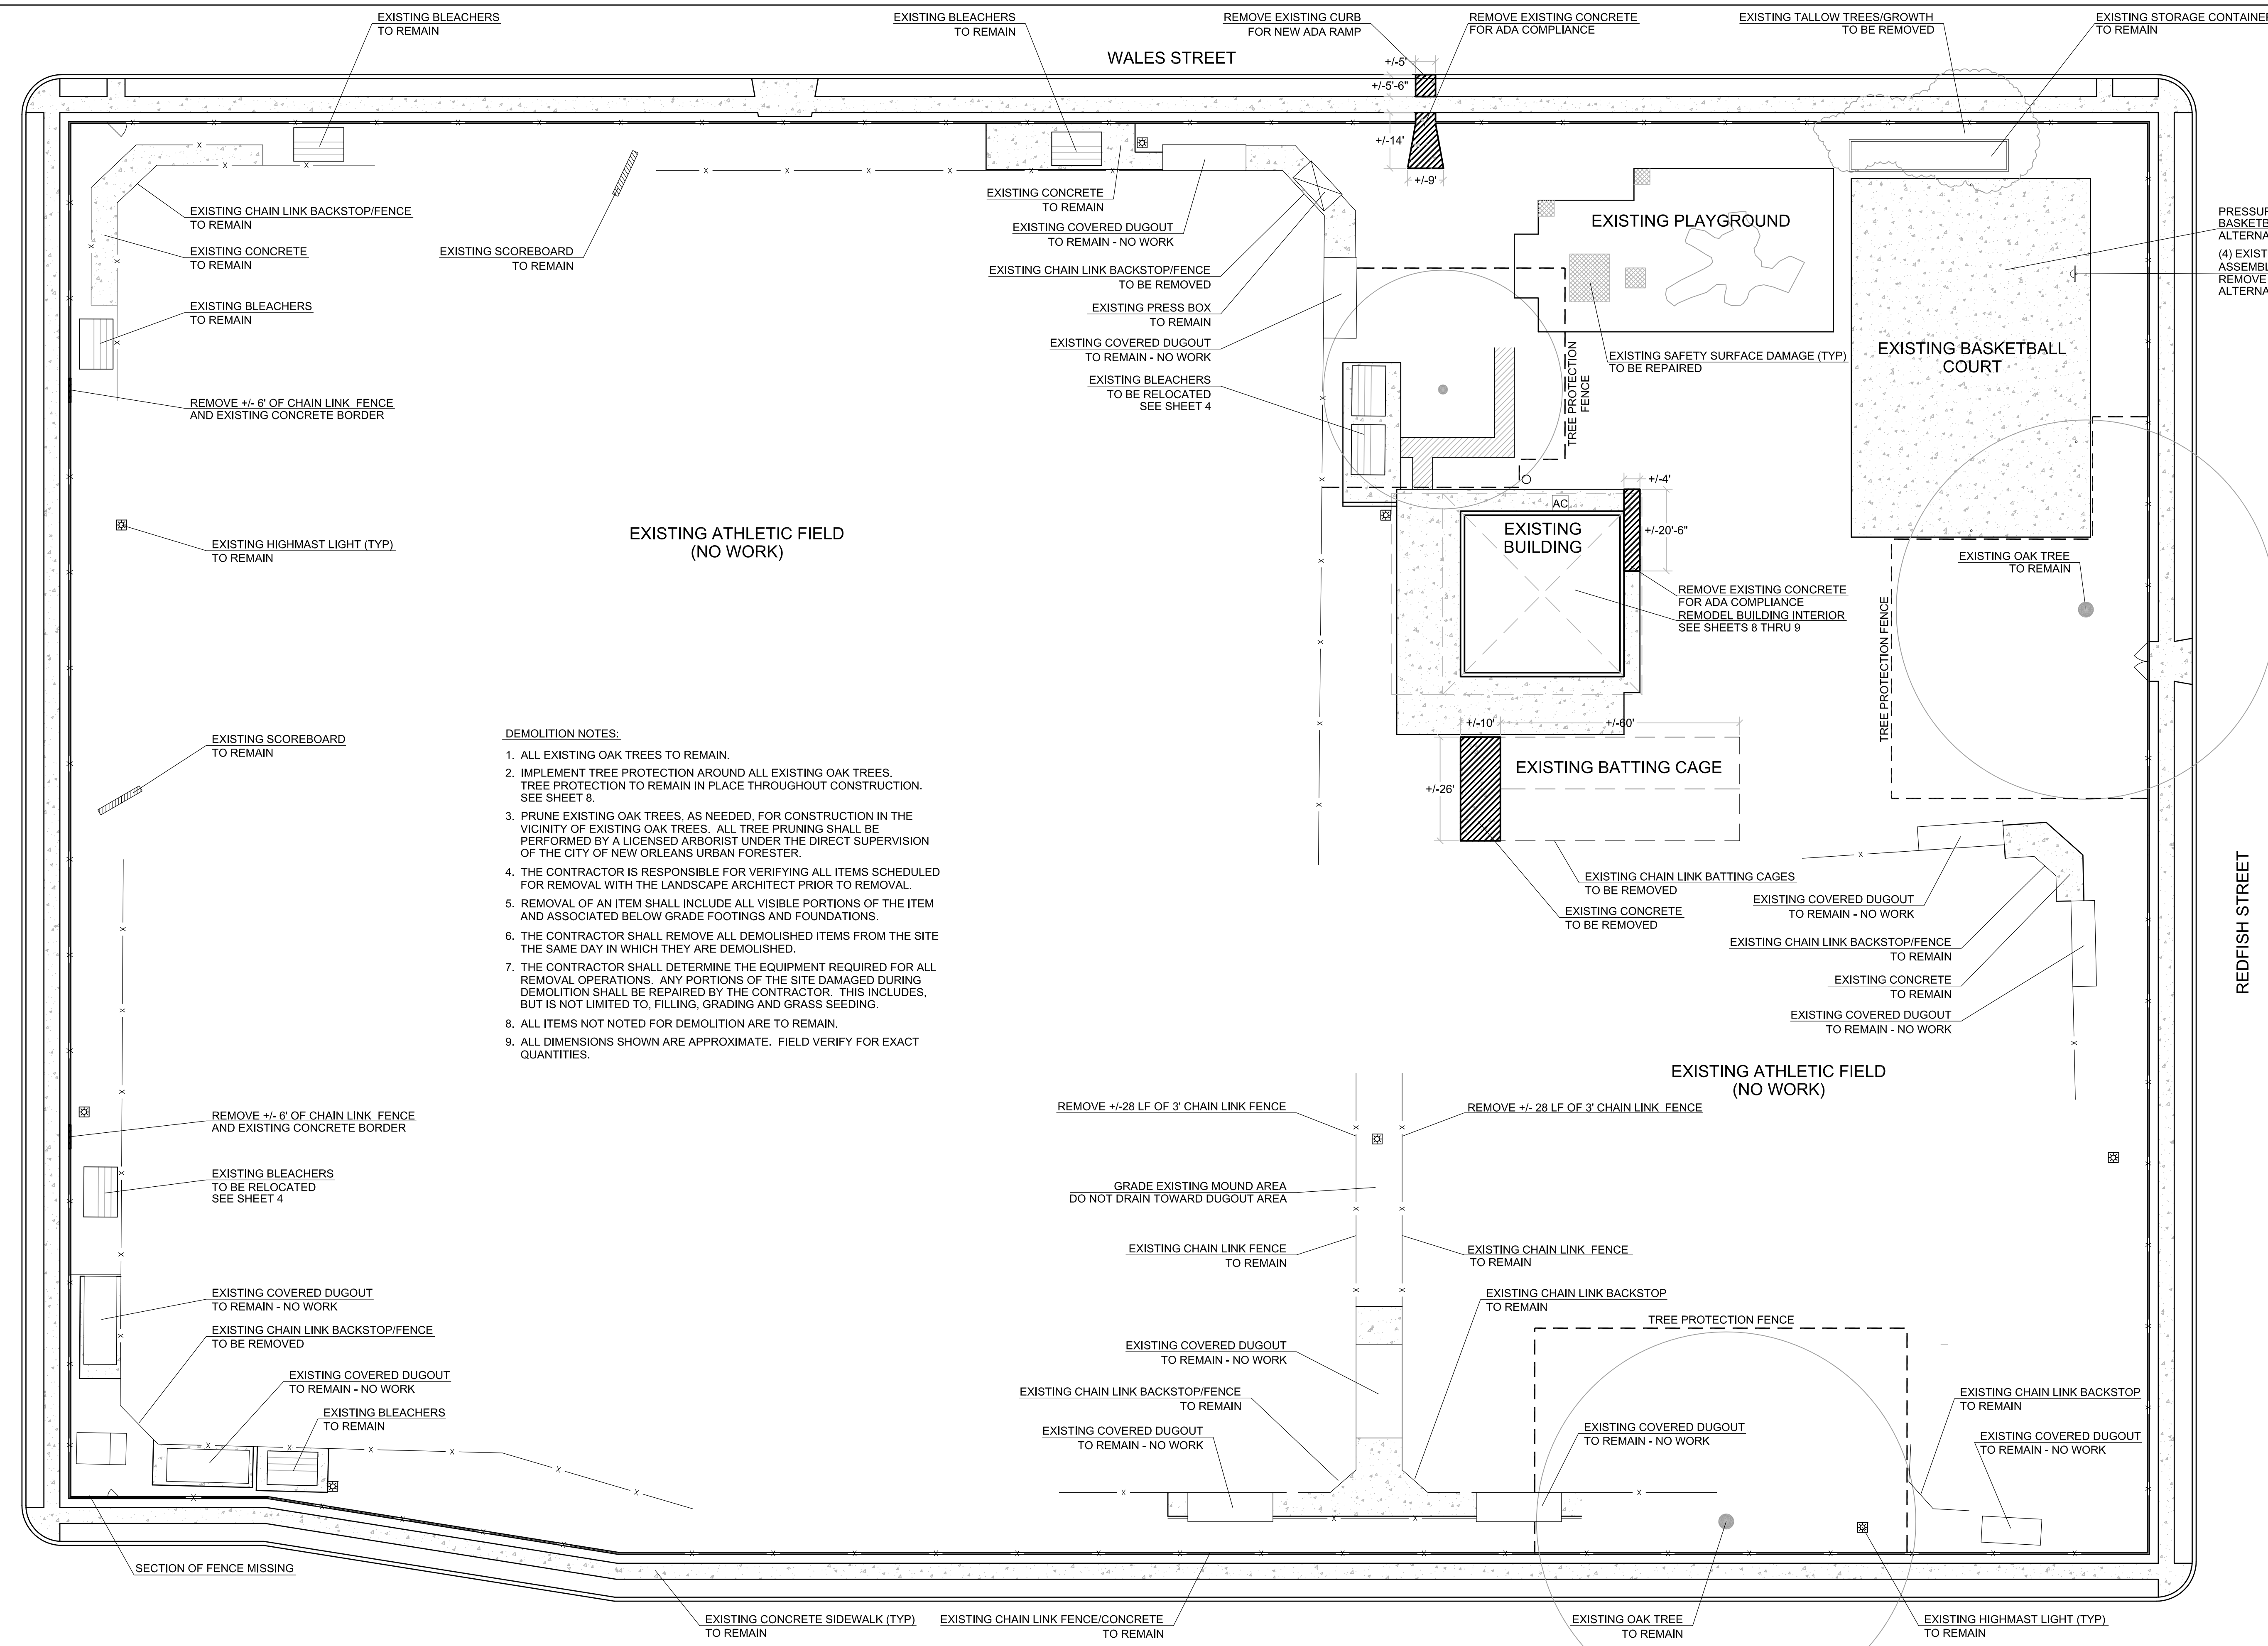 EXISTING BLEACHERS
TO REMAIN
EXISTING BLEACHERS
TO REMAIN
REMOVE EXISTING CURB
FOR NEW ADA RAMP
REMOVE EXISTING CONCRETE
FOR ADA COMPLIANCE
EXISTING TALLOW TREES/GROWTH
TO BE REMOVED
EXISTING STORAGE CONTAINE
TO REMAIN
WALES STREET
+/-5'
+/-5'-6"
+/-14'
+/-9'
EXISTING CHAIN LINK BACKSTOP/FENCE
TO REMAIN
EXISTING CONCRETE
TO REMAIN
EXISTING SCOREBOARD
TO REMAIN
EXISTING BLEACHERS
TO REMAIN
REMOVE +/- 6' OF CHAIN LINK FENCE
AND EXISTING CONCRETE BORDER
EXISTING HIGHMAST LIGHT (TYP)
TO REMAIN
EXISTING CONCRETE
TO REMAIN
EXISTING COVERED DUGOUT
TO REMAIN - NO WORK
EXISTING CHAIN LINK BACKSTOP/FENCE
TO BE REMOVED
EXISTING PRESS BOX
TO REMAIN
EXISTING COVERED DUGOUT
TO REMAIN - NO WORK
EXISTING BLEACHERS
TO BE RELOCATED
SEE SHEET 4
EXISTING PLAYGROUND
EXISTING SAFETY SURFACE DAMAGE (TYP)
TO BE REPAIRED
TREE PROTECTION
FENCE
EXISTING BASKETBALL
COURT
PRESSUR
BASKETB
ALTERNA
(4) EXIST
ASSEMBL
REMOVE
ALTERNA
EXISTING ATHLETIC FIELD
(NO WORK)
AC
EXISTING
BUILDING
+/-4'
+/-20'-6"
REMOVE EXISTING CONCRETE
FOR ADA COMPLIANCE
REMODEL BUILDING INTERIOR
SEE SHEETS 8 THRU 9
EXISTING OAK TREE
TO REMAIN
TREE PROTECTION FENCE
EXISTING SCOREBOARD
TO REMAIN
DEMOLITION NOTES:
1. ALL EXISTING OAK TREES TO REMAIN.
2. IMPLEMENT TREE PROTECTION AROUND ALL EXISTING OAK TREES.
TREE PROTECTION TO REMAIN IN PLACE THROUGHOUT CONSTRUCTION.
SEE SHEET 8.
3. PRUNE EXISTING OAK TREES, AS NEEDED, FOR CONSTRUCTION IN THE
VICINITY OF EXISTING OAK TREES. ALL TREE PRUNING SHALL BE
PERFORMED BY A LICENSED ARBORIST UNDER THE DIRECT SUPERVISION
OF THE CITY OF NEW ORLEANS URBAN FORESTER.
4. THE CONTRACTOR IS RESPONSIBLE FOR VERIFYING ALL ITEMS SCHEDULED
FOR REMOVAL WITH THE LANDSCAPE ARCHITECT PRIOR TO REMOVAL.
5. REMOVAL OF AN ITEM SHALL INCLUDE ALL VISIBLE PORTIONS OF THE ITEM
AND ASSOCIATED BELOW GRADE FOOTINGS AND FOUNDATIONS.
6. THE CONTRACTOR SHALL REMOVE ALL DEMOLISHED ITEMS FROM THE SITE
THE SAME DAY IN WHICH THEY ARE DEMOLISHED.
7. THE CONTRACTOR SHALL DETERMINE THE EQUIPMENT REQUIRED FOR ALL
REMOVAL OPERATIONS. ANY PORTIONS OF THE SITE DAMAGED DURING
DEMOLITION SHALL BE REPAIRED BY THE CONTRACTOR. THIS INCLUDES,
BUT IS NOT LIMITED TO, FILLING, GRADING AND GRASS SEEDING.
8. ALL ITEMS NOT NOTED FOR DEMOLITION ARE TO REMAIN.
9. ALL DIMENSIONS SHOWN ARE APPROXIMATE. FIELD VERIFY FOR EXACT
QUANTITIES.
+/-10'
+/-60'
+/-26'
EXISTING BATTING CAGE
EXISTING CHAIN LINK BATTING CAGES
TO BE REMOVED
EXISTING CONCRETE
TO BE REMOVED
EXISTING COVERED DUGOUT
TO REMAIN - NO WORK
EXISTING CHAIN LINK BACKSTOP/FENCE
TO REMAIN
EXISTING CONCRETE
TO REMAIN
EXISTING COVERED DUGOUT
TO REMAIN - NO WORK
REDFISH STREET
EXISTING ATHLETIC FIELD
(NO WORK)
REMOVE +/- 6' OF CHAIN LINK FENCE
AND EXISTING CONCRETE BORDER
EXISTING BLEACHERS
TO BE RELOCATED
SEE SHEET 4
EXISTING COVERED DUGOUT
TO REMAIN - NO WORK
EXISTING CHAIN LINK BACKSTOP/FENCE
TO BE REMOVED
EXISTING COVERED DUGOUT
TO REMAIN - NO WORK
EXISTING BLEACHERS
TO REMAIN
REMOVE +/-28 LF OF 3' CHAIN LINK FENCE
REMOVE +/- 28 LF OF 3' CHAIN LINK FENCE
GRADE EXISTING MOUND AREA
DO NOT DRAIN TOWARD DUGOUT AREA
EXISTING CHAIN LINK FENCE
TO REMAIN
EXISTING CHAIN LINK FENCE
TO REMAIN
EXISTING CHAIN LINK BACKSTOP
TO REMAIN
EXISTING COVERED DUGOUT
TO REMAIN - NO WORK
EXISTING CHAIN LINK BACKSTOP/FENCE
TO REMAIN
EXISTING COVERED DUGOUT
TO REMAIN - NO WORK
TREE PROTECTION FENCE
EXISTING COVERED DUGOUT
TO REMAIN - NO WORK
EXISTING CHAIN LINK BACKSTOP
TO REMAIN
EXISTING COVERED DUGOUT
TO REMAIN - NO WORK
SECTION OF FENCE MISSING
EXISTING CONCRETE SIDEWALK (TYP)
TO REMAIN
EXISTING CHAIN LINK FENCE/CONCRETE
TO REMAIN
EXISTING OAK TREE
TO REMAIN
EXISTING HIGHMAST LIGHT (TYP)
TO REMAIN